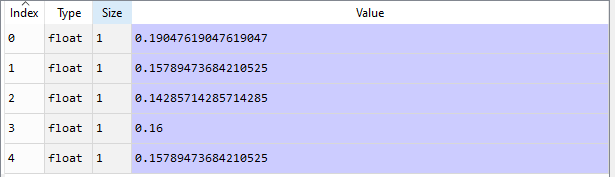 Index Type Size Value
0 float 1 0.19047619047619047
1 float 1 0.15789473684210525
2 float 1 0.14285714285714285
3 float 1 0.16
4 float 1 0.15789473684210525